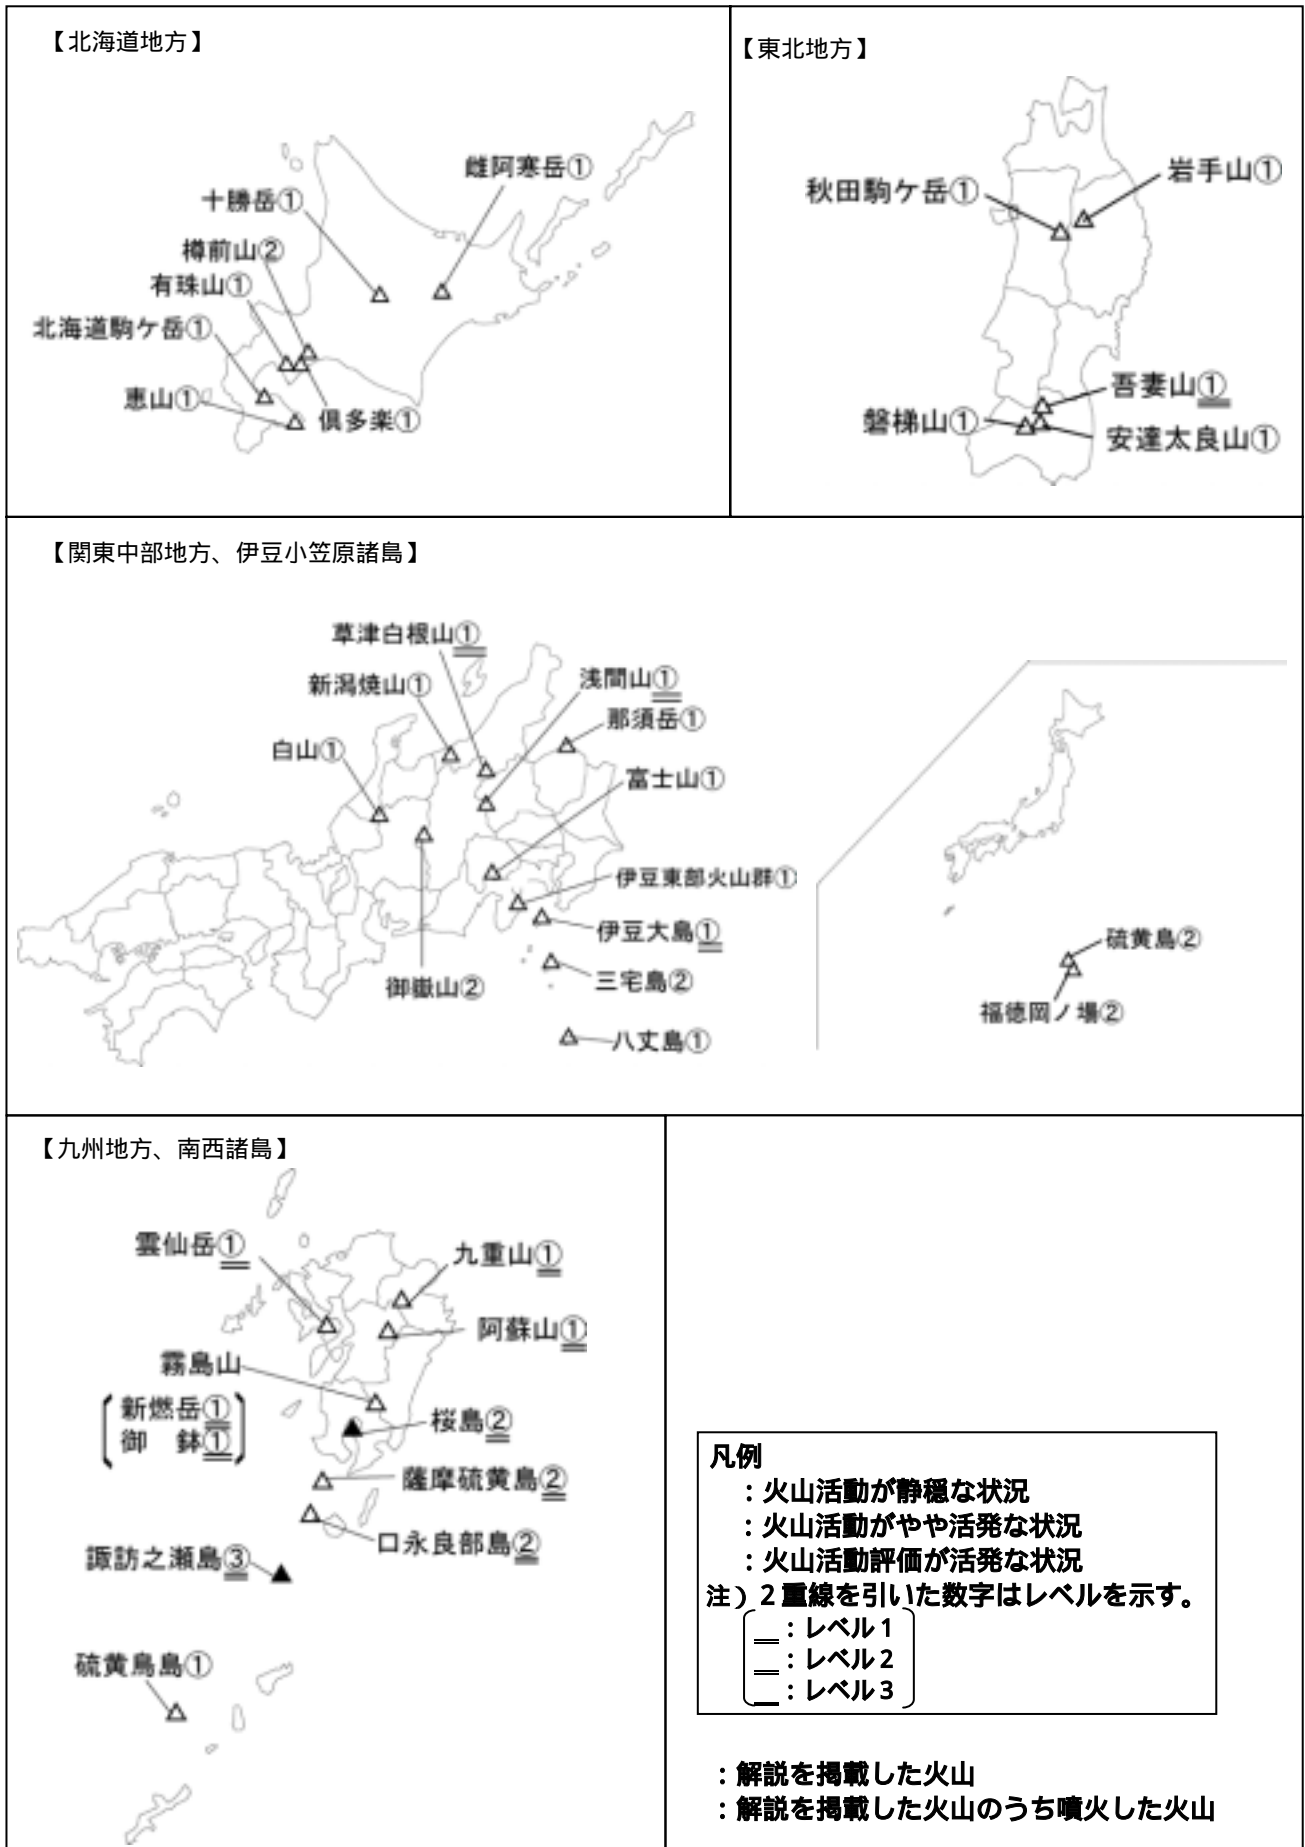 【北海道地方】
雌阿寒岳①
十勝岳①
樽前山②
有珠山①
北海道駒ケ岳①
恵山①
倶多楽①
【東北地方】
岩手山①
秋田駒ケ岳①
吾妻山①
磐梯山①
安達太良山①
【関東中部地方、伊豆小笠原諸島】
草津白根山①
新潟焼山①
浅間山①
那須岳①
白山①
富士山①
伊豆東部火山群①
伊豆大島①
御嶽山②
三宅島②
八丈島①
硫黄島②
福徳岡ノ場②
【九州地方、南西諸島】
雲仙岳①
九重山①
阿蘇山①
霧島山
新燃岳①
御 鉢①
桜島②
薩摩硫黄島②
口永良部島②
諏訪之瀬島③
硫黄鳥島①
凡例
：火山活動が静穏な状況
：火山活動がやや活発な状況
：火山活動評価が活発な状況
注）2重線を引いた数字はレベルを示す。
：レベル1
：レベル2
：レベル3
：解説を掲載した火山
：解説を掲載した火山のうち噴火した火山